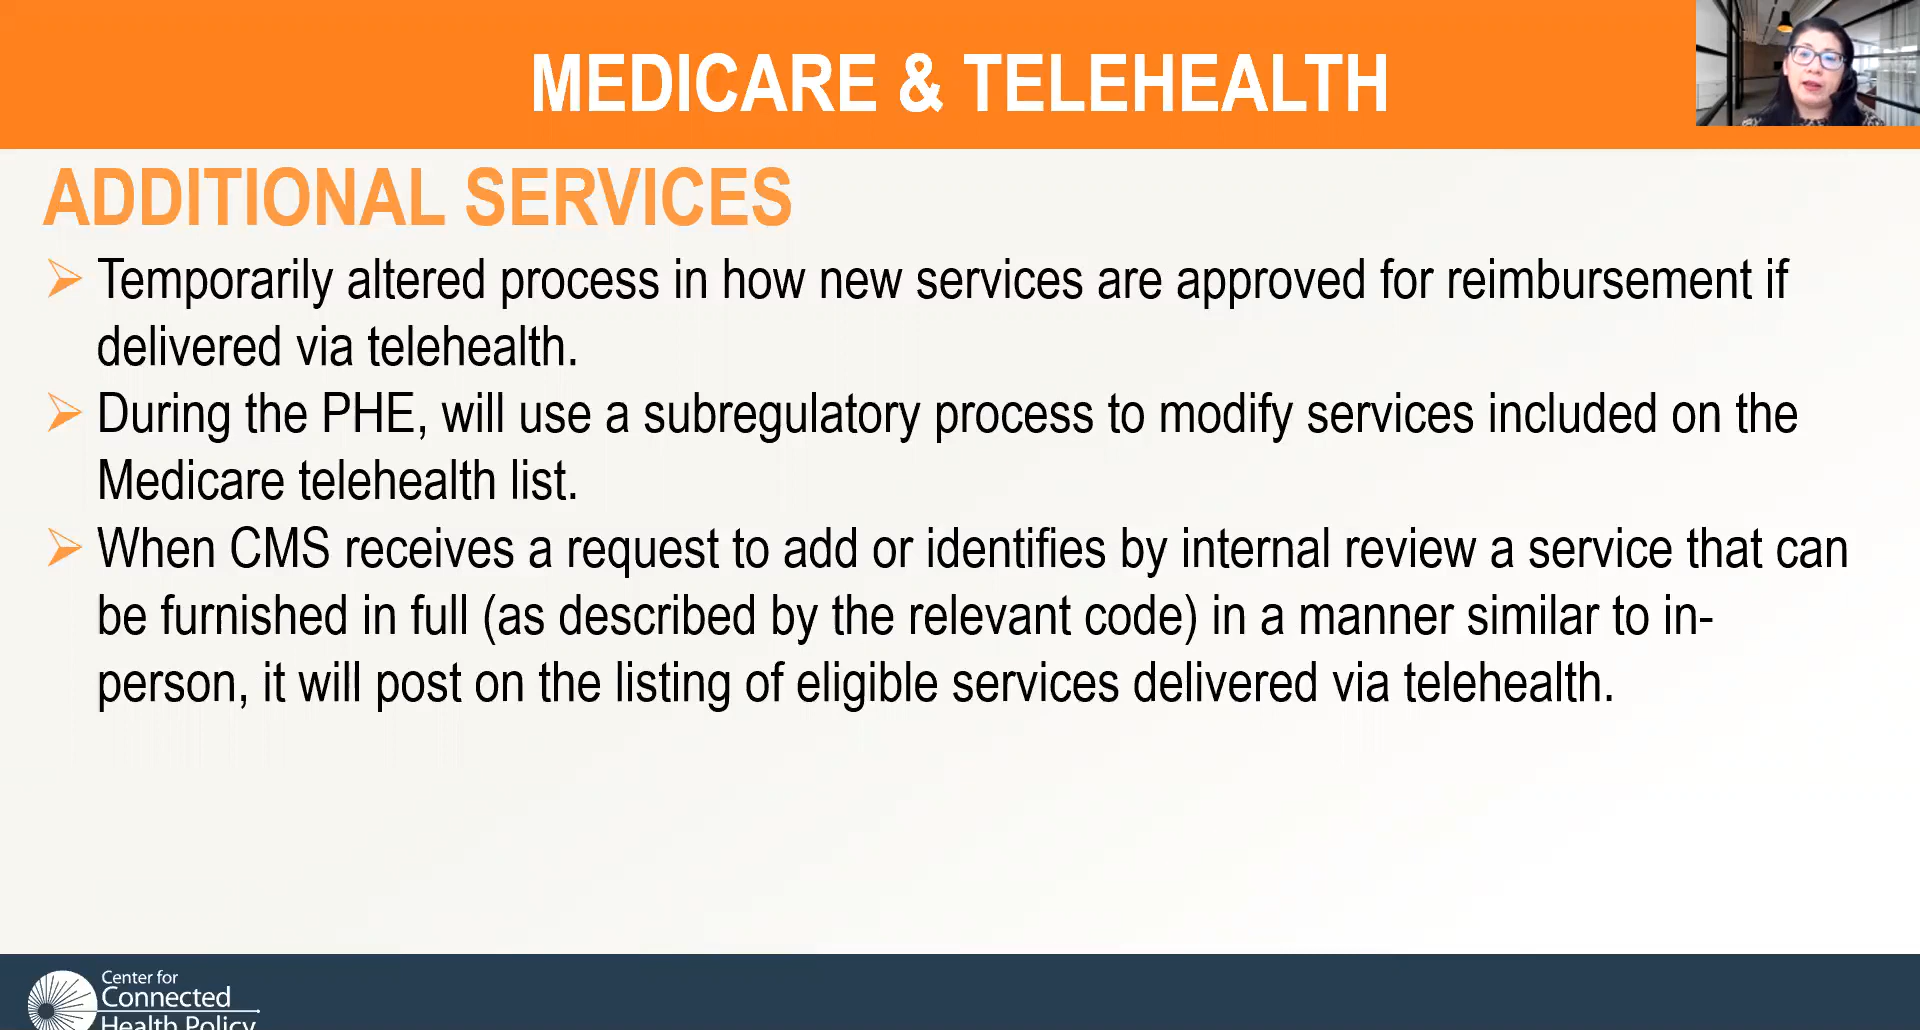 MEDICARE & TELEHEALTH
ADDITIONAL SERVICES
Temporarily altered process in how new services are approved for reimbursement if
delivered via telehealth.
During the PHE, will use a subregulatory process to modify services included on the
Medicare telehealth list.
When CMS receives a request to add or identifies by internal review a service that can
be furnished in full (as described by the relevant code) in a manner similar to in-
person, it will post on the listing of eligible services delivered via telehealth.
Center for
Connected
Health Policy